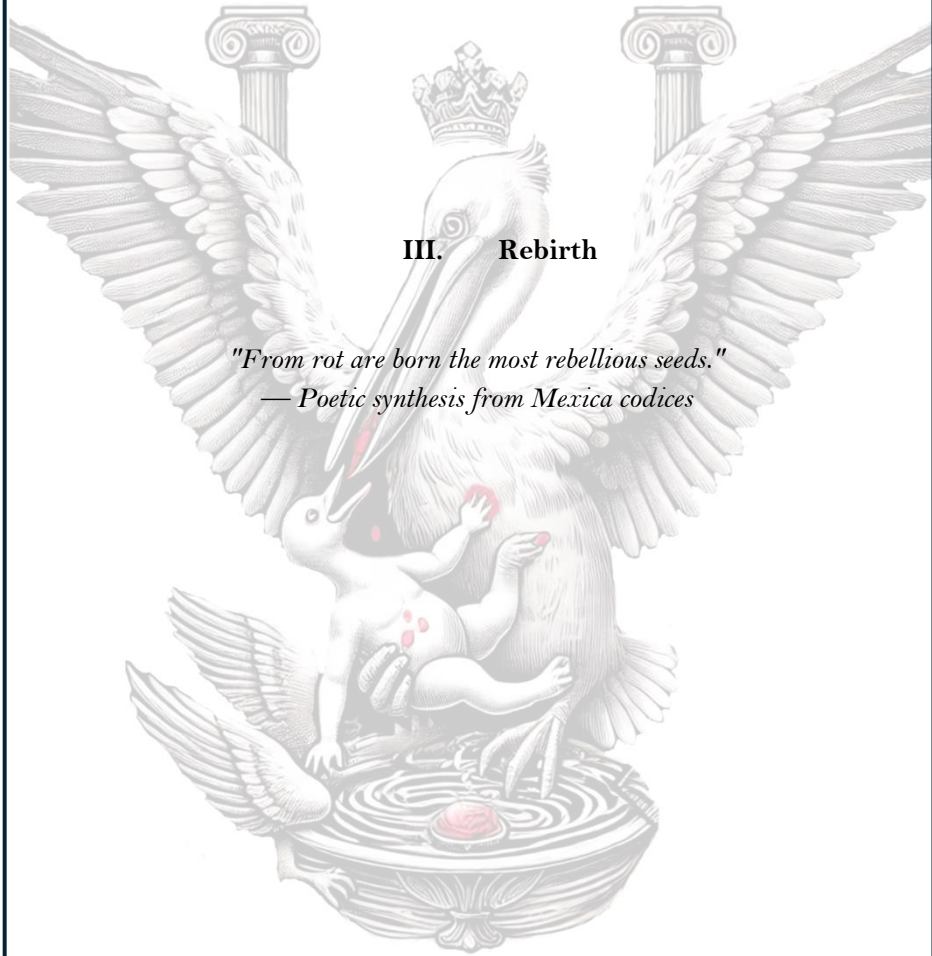 III. Rebirth
"From rot are born the most rebellious seeds."
— Poetic synthesis from Mexica codices